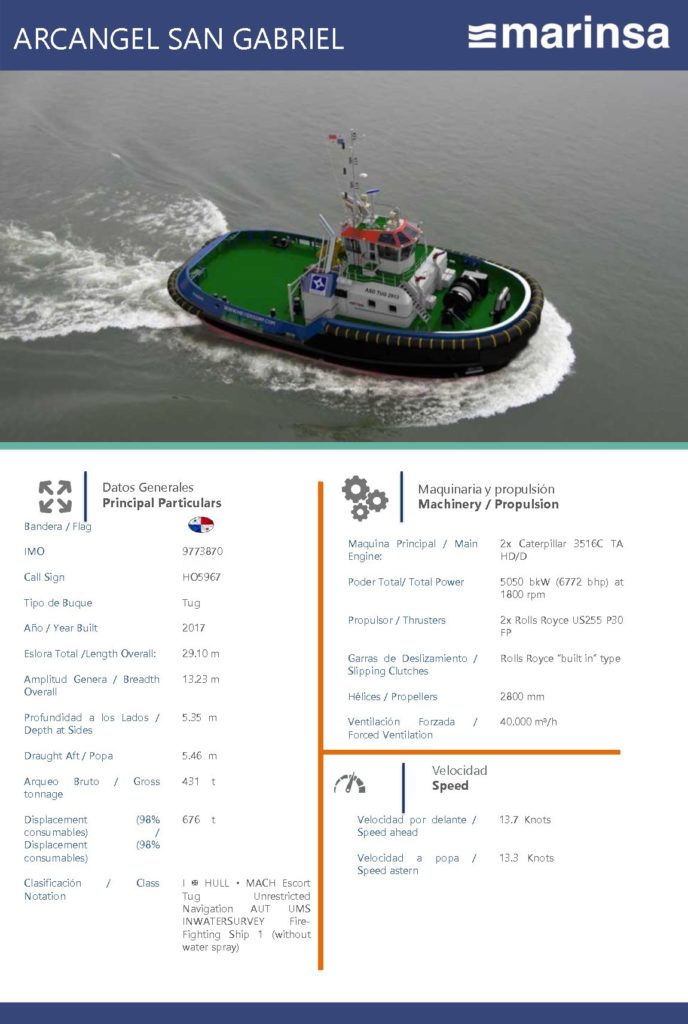 ARCANGEL SAN GABRIEL
marinsa
ASD TUG 2913
Datos Generales
Principal Particulars
Bandera / Flag
IMO 9773870
Call Sign HO5967
Tipo de Buque Tug
Año / Year Built 2017
Eslora Total /Length Overall: 29.10 m
Amplitud Genera / Breadth 13.23 m
Overall
Profundidad a los Lados / 5.35 m
Depth at Sides
Draught Aft / Popa 5.46 m
Arqueo Bruto / Gross 431 t
tonnage
Displacement (98% 676 t
consumables) /
Displacement (98%
consumables)
Clasificación / Class I ✠ HULL • MACH Escort
Notation Tug Unrestricted
Navigation AUT UMS
INWATERSURVEY Fire-
Fighting Ship 1 (without
water spray)
Maquinaria y propulsión
Machinery / Propulsion
Maquina Principal / Main 2x Caterpillar 3516C TA
Engine: HD/D
Poder Total/ Total Power 5050 bkW (6772 bhp) at
1800 rpm
Propulsor / Thrusters 2x Rolls Royce US255 P30
FP
Garras de Deslizamiento / Rolls Royce “built in” type
Slipping Clutches
Hélices / Propellers 2800 mm
Ventilación Forzada / 40.000 m³/h
Forced Ventilation
Velocidad
Speed
Velocidad por delante / 13.7 Knots
Speed ahead
Velocidad a popa / 13.3 Knots
Speed astern